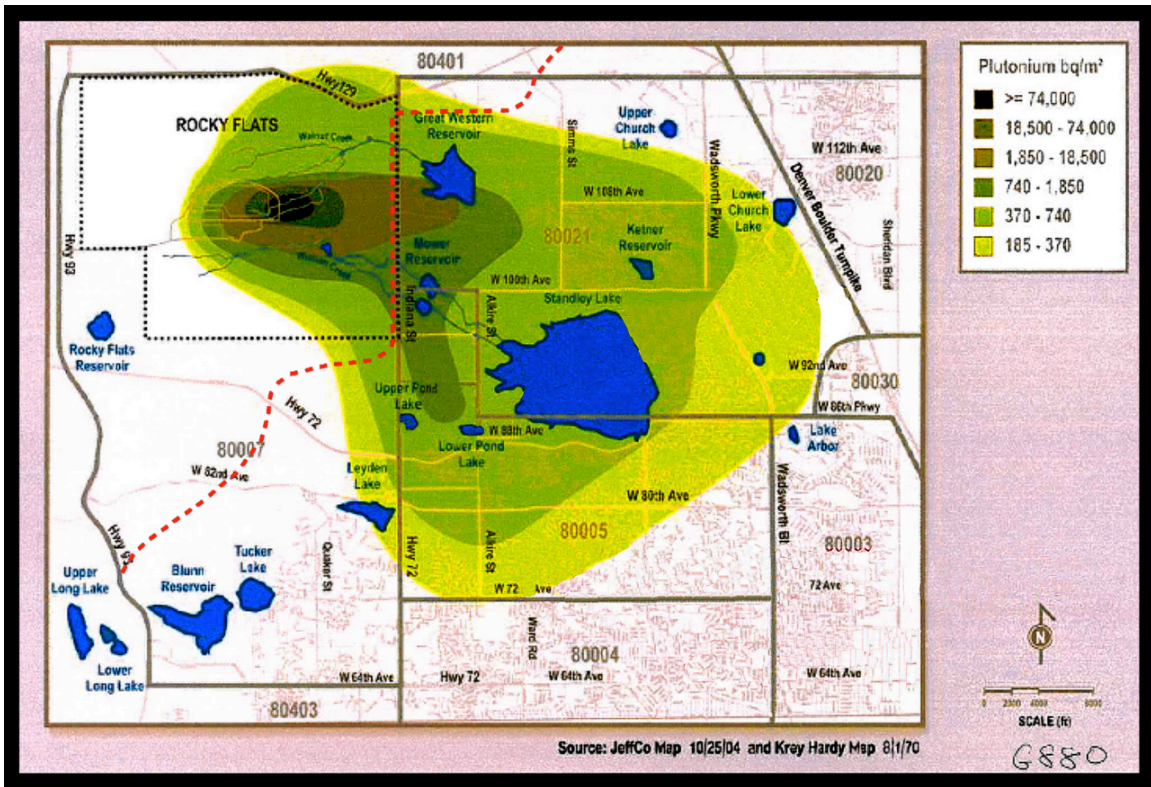 80401
Plutonium bq/m²
>= 74,000
18,500 - 74,000
1,850 - 18,500
740 - 1,850
370 - 740
185 - 370
Hwy129
ROCKY FLATS
Walnut Creek
Great Western
Reservoir
Simms St
Upper
Church
Lake
Wadsworth Pkwy
W 112th Ave
80020
Denver Boulder Turnpike
W 108th Ave
Lower
Church
Lake
80021
Ketner
Reservoir
Sheridan Blvd
Hwy 93
Mower
Reservoir
Walnut Creek
W 100th Ave
Indiana St
Alkire St
Standley Lake
Rocky Flats
Reservoir
W 92nd Ave
80030
Upper Pond
Lake
W 86th Pkwy
Hwy 72
W 88th Ave
Lower Pond
Lake
Lake
Arbor
80007
W 82nd Ave
Leyden
Lake
W 80th Ave
Wadsworth Bl
80005
80003
Hwy 93
Quaker St
Hwy 72
Alkire St
Tucker
Lake
Blunn
Reservoir
Upper
Long Lake
W 72 Ave
72 Ave
Lower
Long Lake
Ward Rd
80004
W 64th Ave
Hwy 72
W 64th Ave
W 64th Ave
80403
N
0 2000 4000 8000
SCALE (ft)
Source: JeffCo Map 10/25/04 and Krey Hardy Map 8/1/70
G880